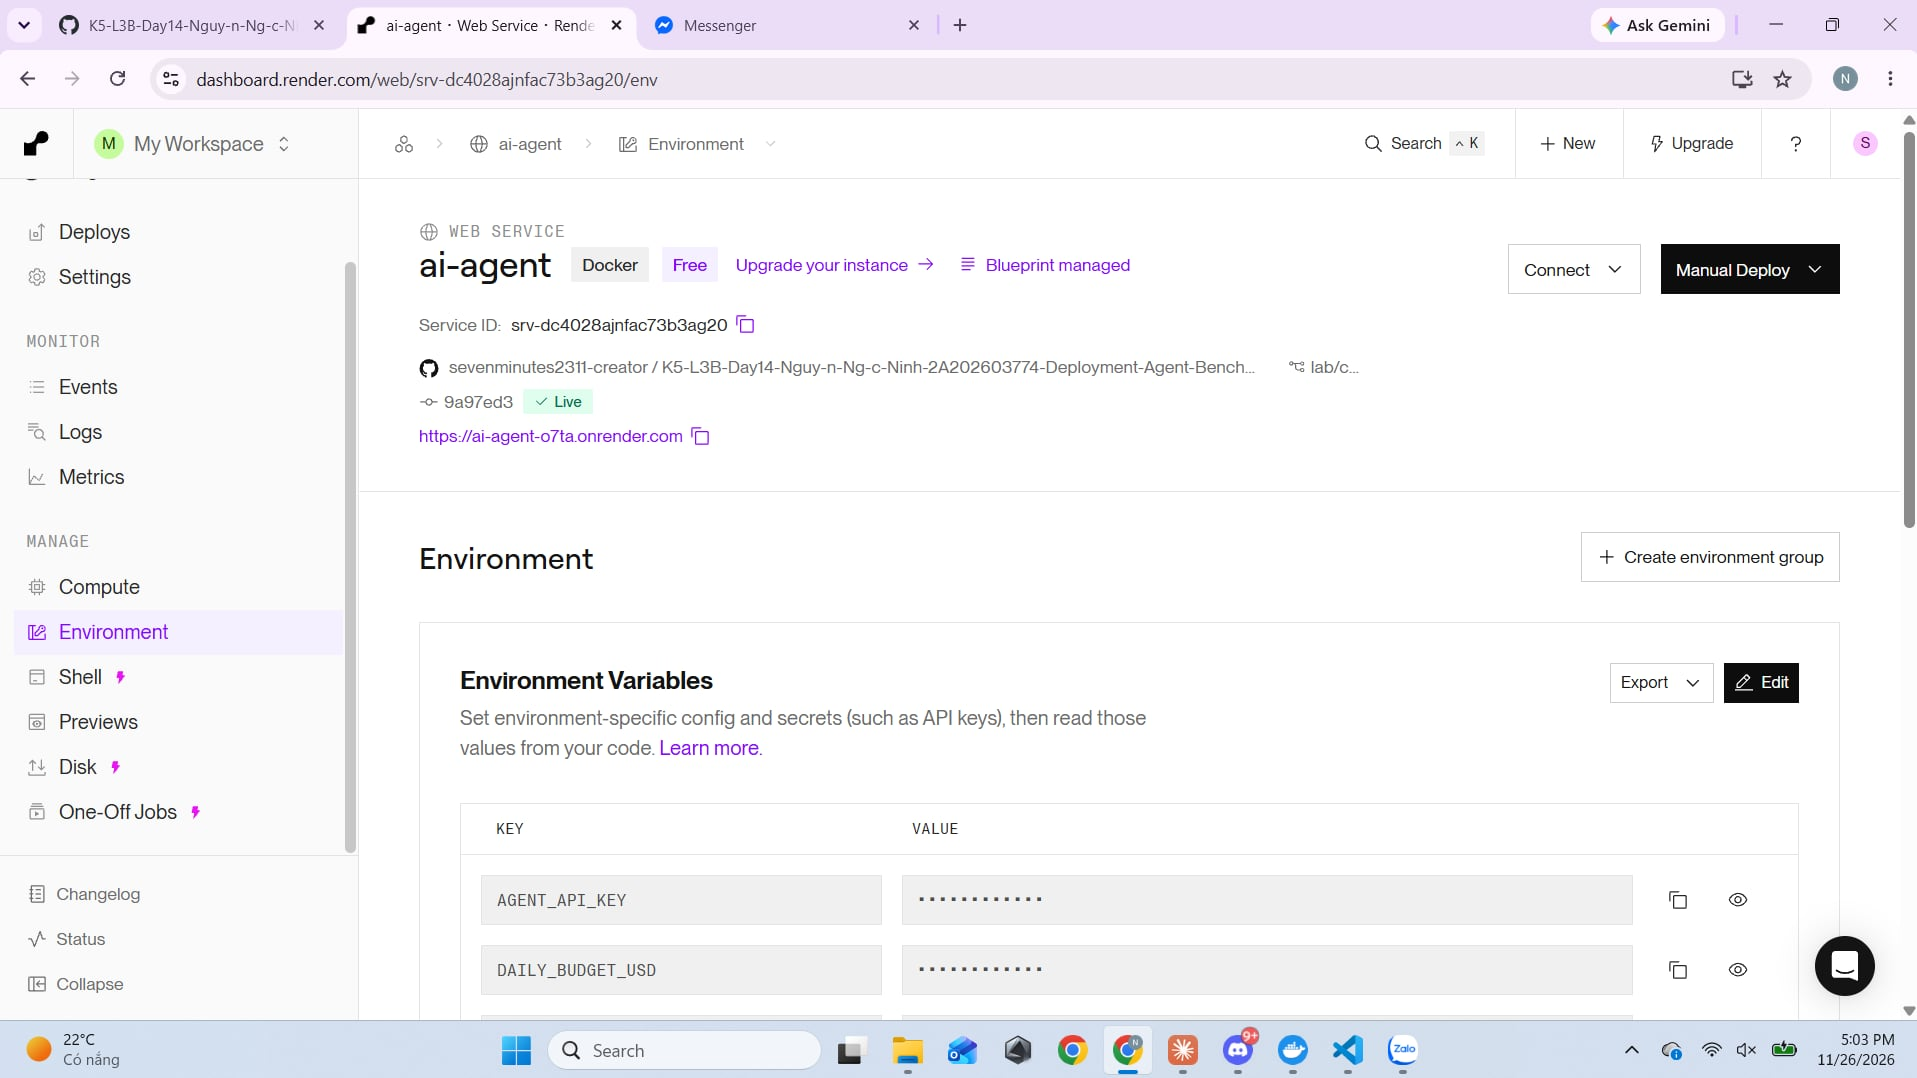 K5-L3B-Day14-Nguy-n-Ng-c-Ni
ai-agent · Web Service · Rende
Messenger
Ask Gemini
dashboard.render.com/web/srv-dc4028ajnfac73b3ag20/env
N
M My Workspace
ai-agent
Environment
Search ^ K
+ New
Upgrade
?
S
Deploys
Settings
MONITOR
Events
Logs
Metrics
MANAGE
Compute
Environment
Shell
Previews
Disk
One-Off Jobs
Changelog
Status
Collapse
WEB SERVICE
ai-agent Docker Free Upgrade your instance → Blueprint managed
Connect
Manual Deploy
Service ID: srv-dc4028ajnfac73b3ag20
sevenminutes2311-creator / K5-L3B-Day14-Nguy-n-Ng-c-Ninh-2A202603774-Deployment-Agent-Bench... lab/c...
9a97ed3 Live
https://ai-agent-o7ta.onrender.com
Environment
+ Create environment group
Environment Variables
Export
Edit
Set environment-specific config and secrets (such as API keys), then read those
values from your code. Learn more.
KEY VALUE
AGENT_API_KEY ············
DAILY_BUDGET_USD ············
22°C
Có nắng
Search
N
9+
Zalo
5:03 PM
11/26/2026